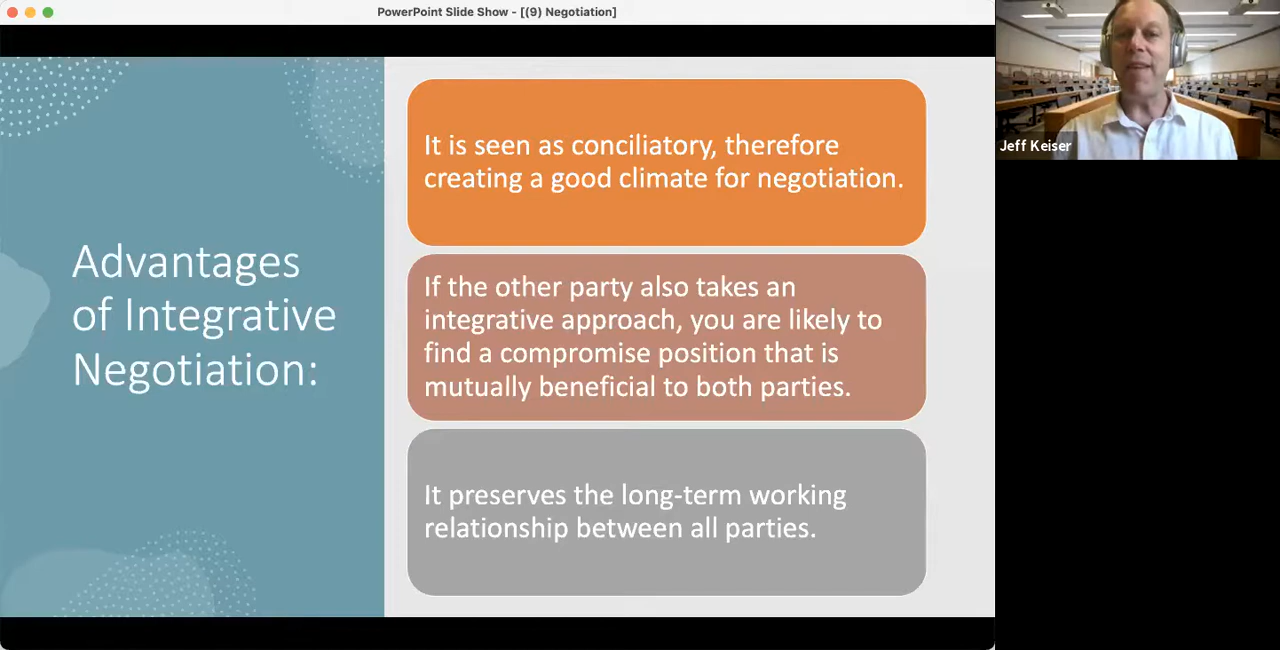 PowerPoint Slide Show - [(9) Negotiation]
Advantages
of Integrative
Negotiation:
It is seen as conciliatory, therefore
creating a good climate for negotiation.
If the other party also takes an
integrative approach, you are likely to
find a compromise position that is
mutually beneficial to both parties.
It preserves the long-term working
relationship between all parties.
Jeff Keiser